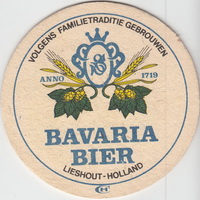 VOLGENS FAMILIETRADITIE GEBROUWEN
ANNO 1719
BAVARIA
BIER
LIESHOUT-HOLLAND